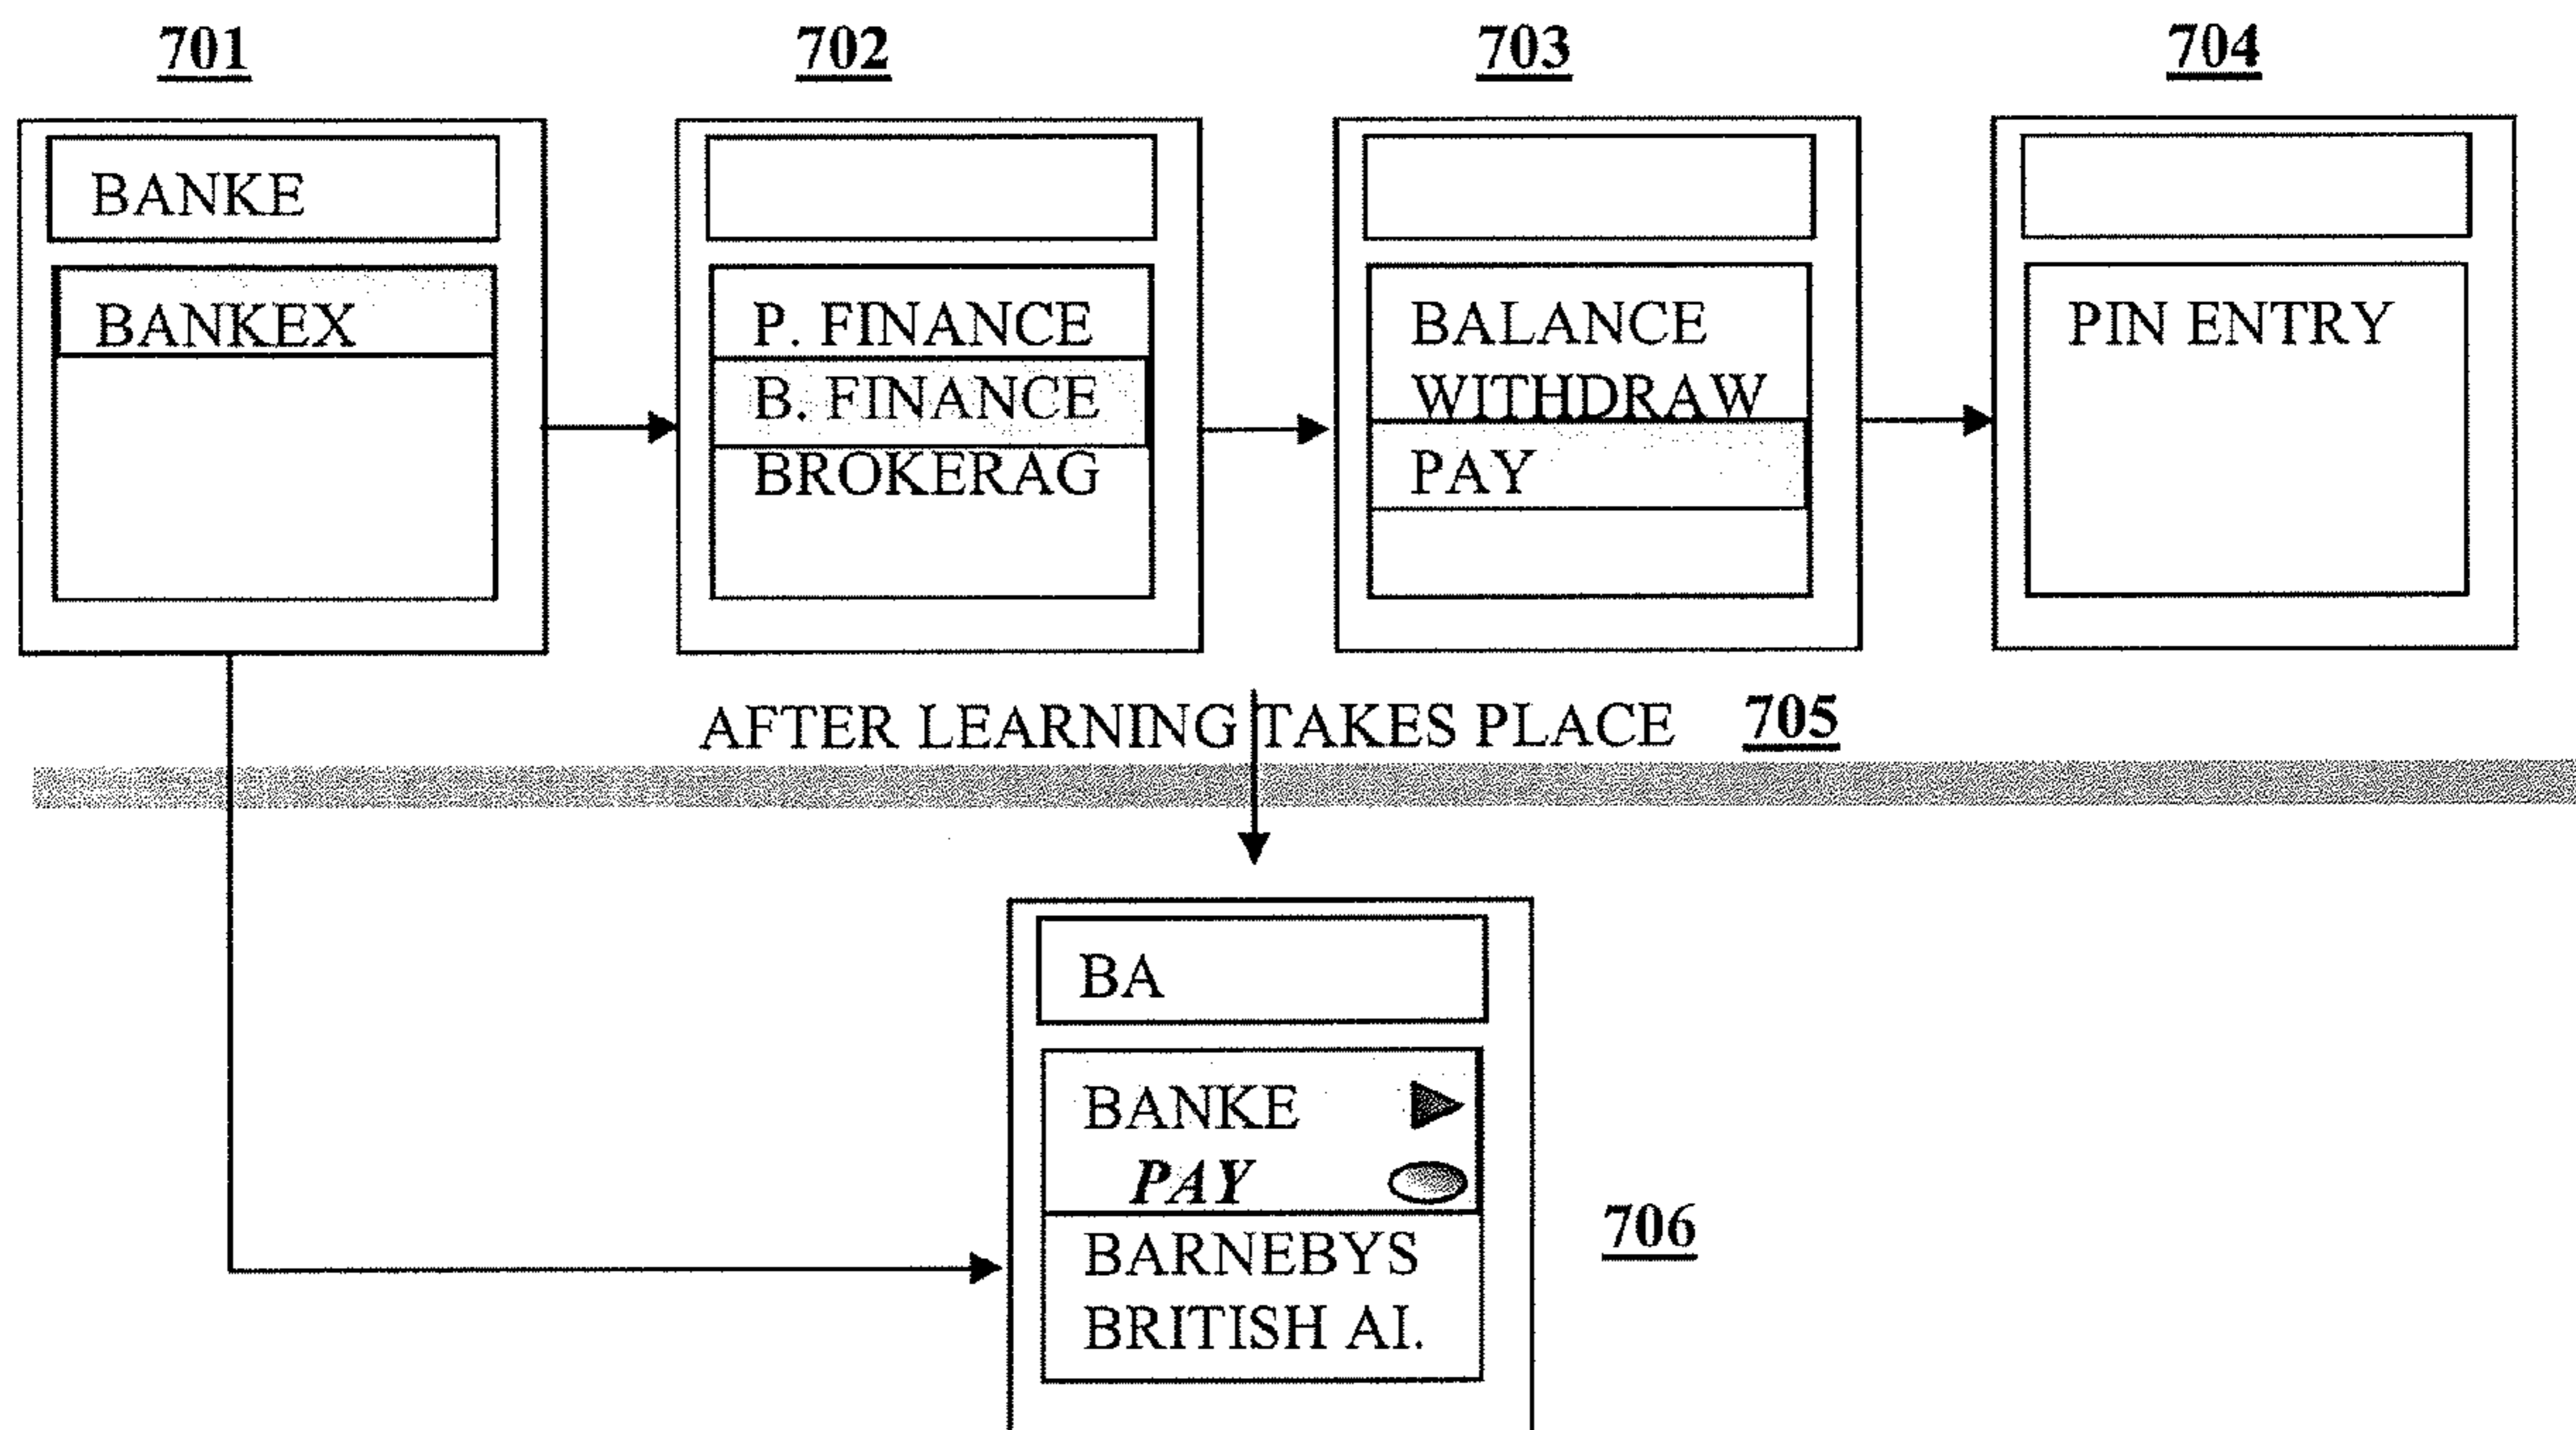 701
702
703
704
BANKE
BANKEX
P. FINANCE
B. FINANCE
BROKERAG
BALANCE
WITHDRAW
PAY
PIN ENTRY
AFTER LEARNING TAKES PLACE 705
BA
BANKE
PAY
BARNEBYS
BRITISH AI.
706